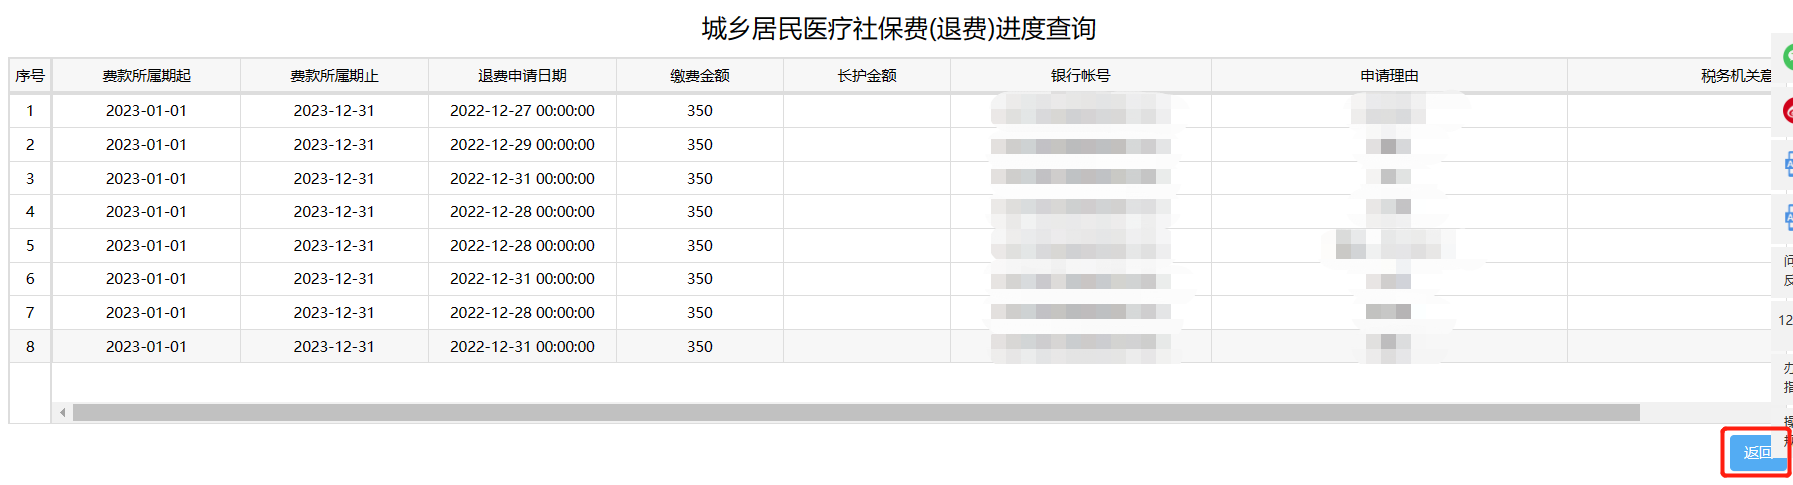 城乡居民医疗社保费(退费)进度查询
序号 费款所属期起 费款所属期止 退费申请日期 缴费金额 长护金额 银行帐号 申请理由 税务机关意
1 2023-01-01 2023-12-31 2022-12-27 00:00:00 350
2 2023-01-01 2023-12-31 2022-12-29 00:00:00 350
3 2023-01-01 2023-12-31 2022-12-31 00:00:00 350
4 2023-01-01 2023-12-31 2022-12-28 00:00:00 350
5 2023-01-01 2023-12-31 2022-12-28 00:00:00 350
问
反
6 2023-01-01 2023-12-31 2022-12-31 00:00:00 350
7 2023-01-01 2023-12-31 2022-12-28 00:00:00 350
12
8 2023-01-01 2023-12-31 2022-12-31 00:00:00 350
办
指
操
返回